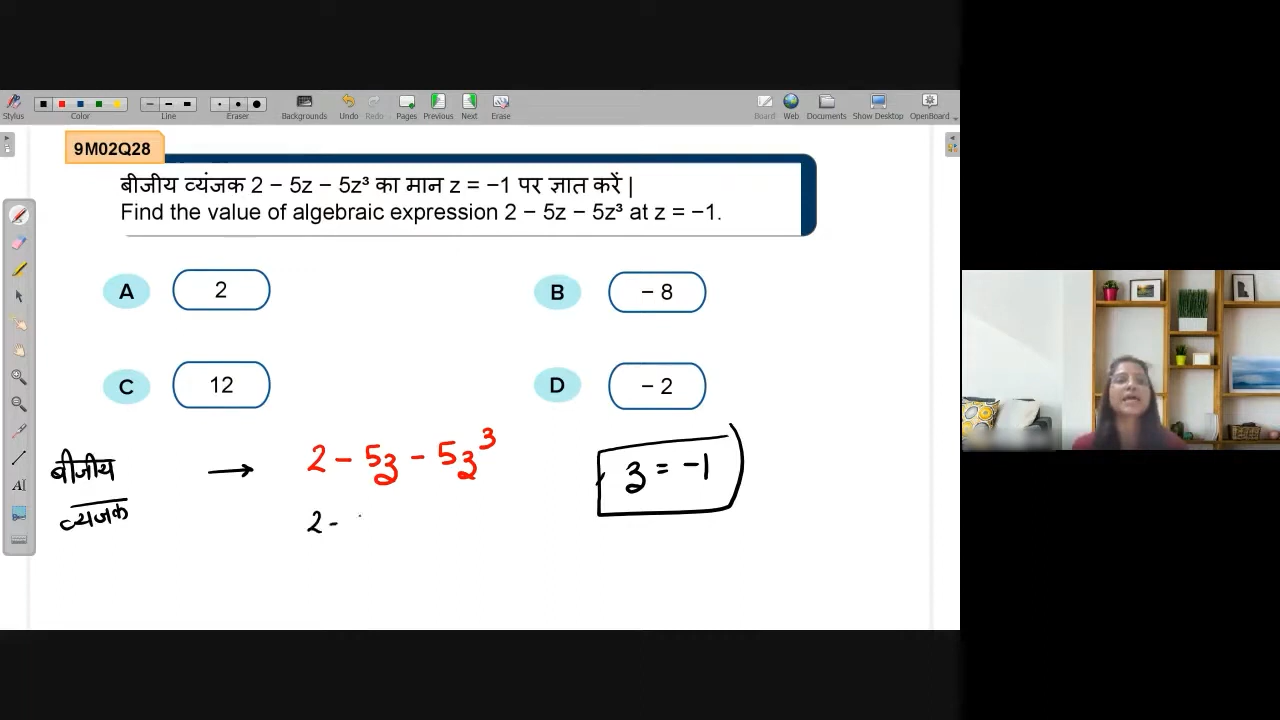 Stylus Color Line Eraser Backgrounds Undo Redo Pages Previous Next Erase Board Web Documents Show Desktop OpenBoard
9M02Q28
बीजीय व्यंजक 2 − 5z − 5z³ का मान z = −1 पर ज्ञात करें |
Find the value of algebraic expression 2 − 5z − 5z³ at z = −1.
A 2 B − 8
C 12 D − 2
बीजीय → 2 - 5z - 5z³ z = -1
व्यंजक 2 -